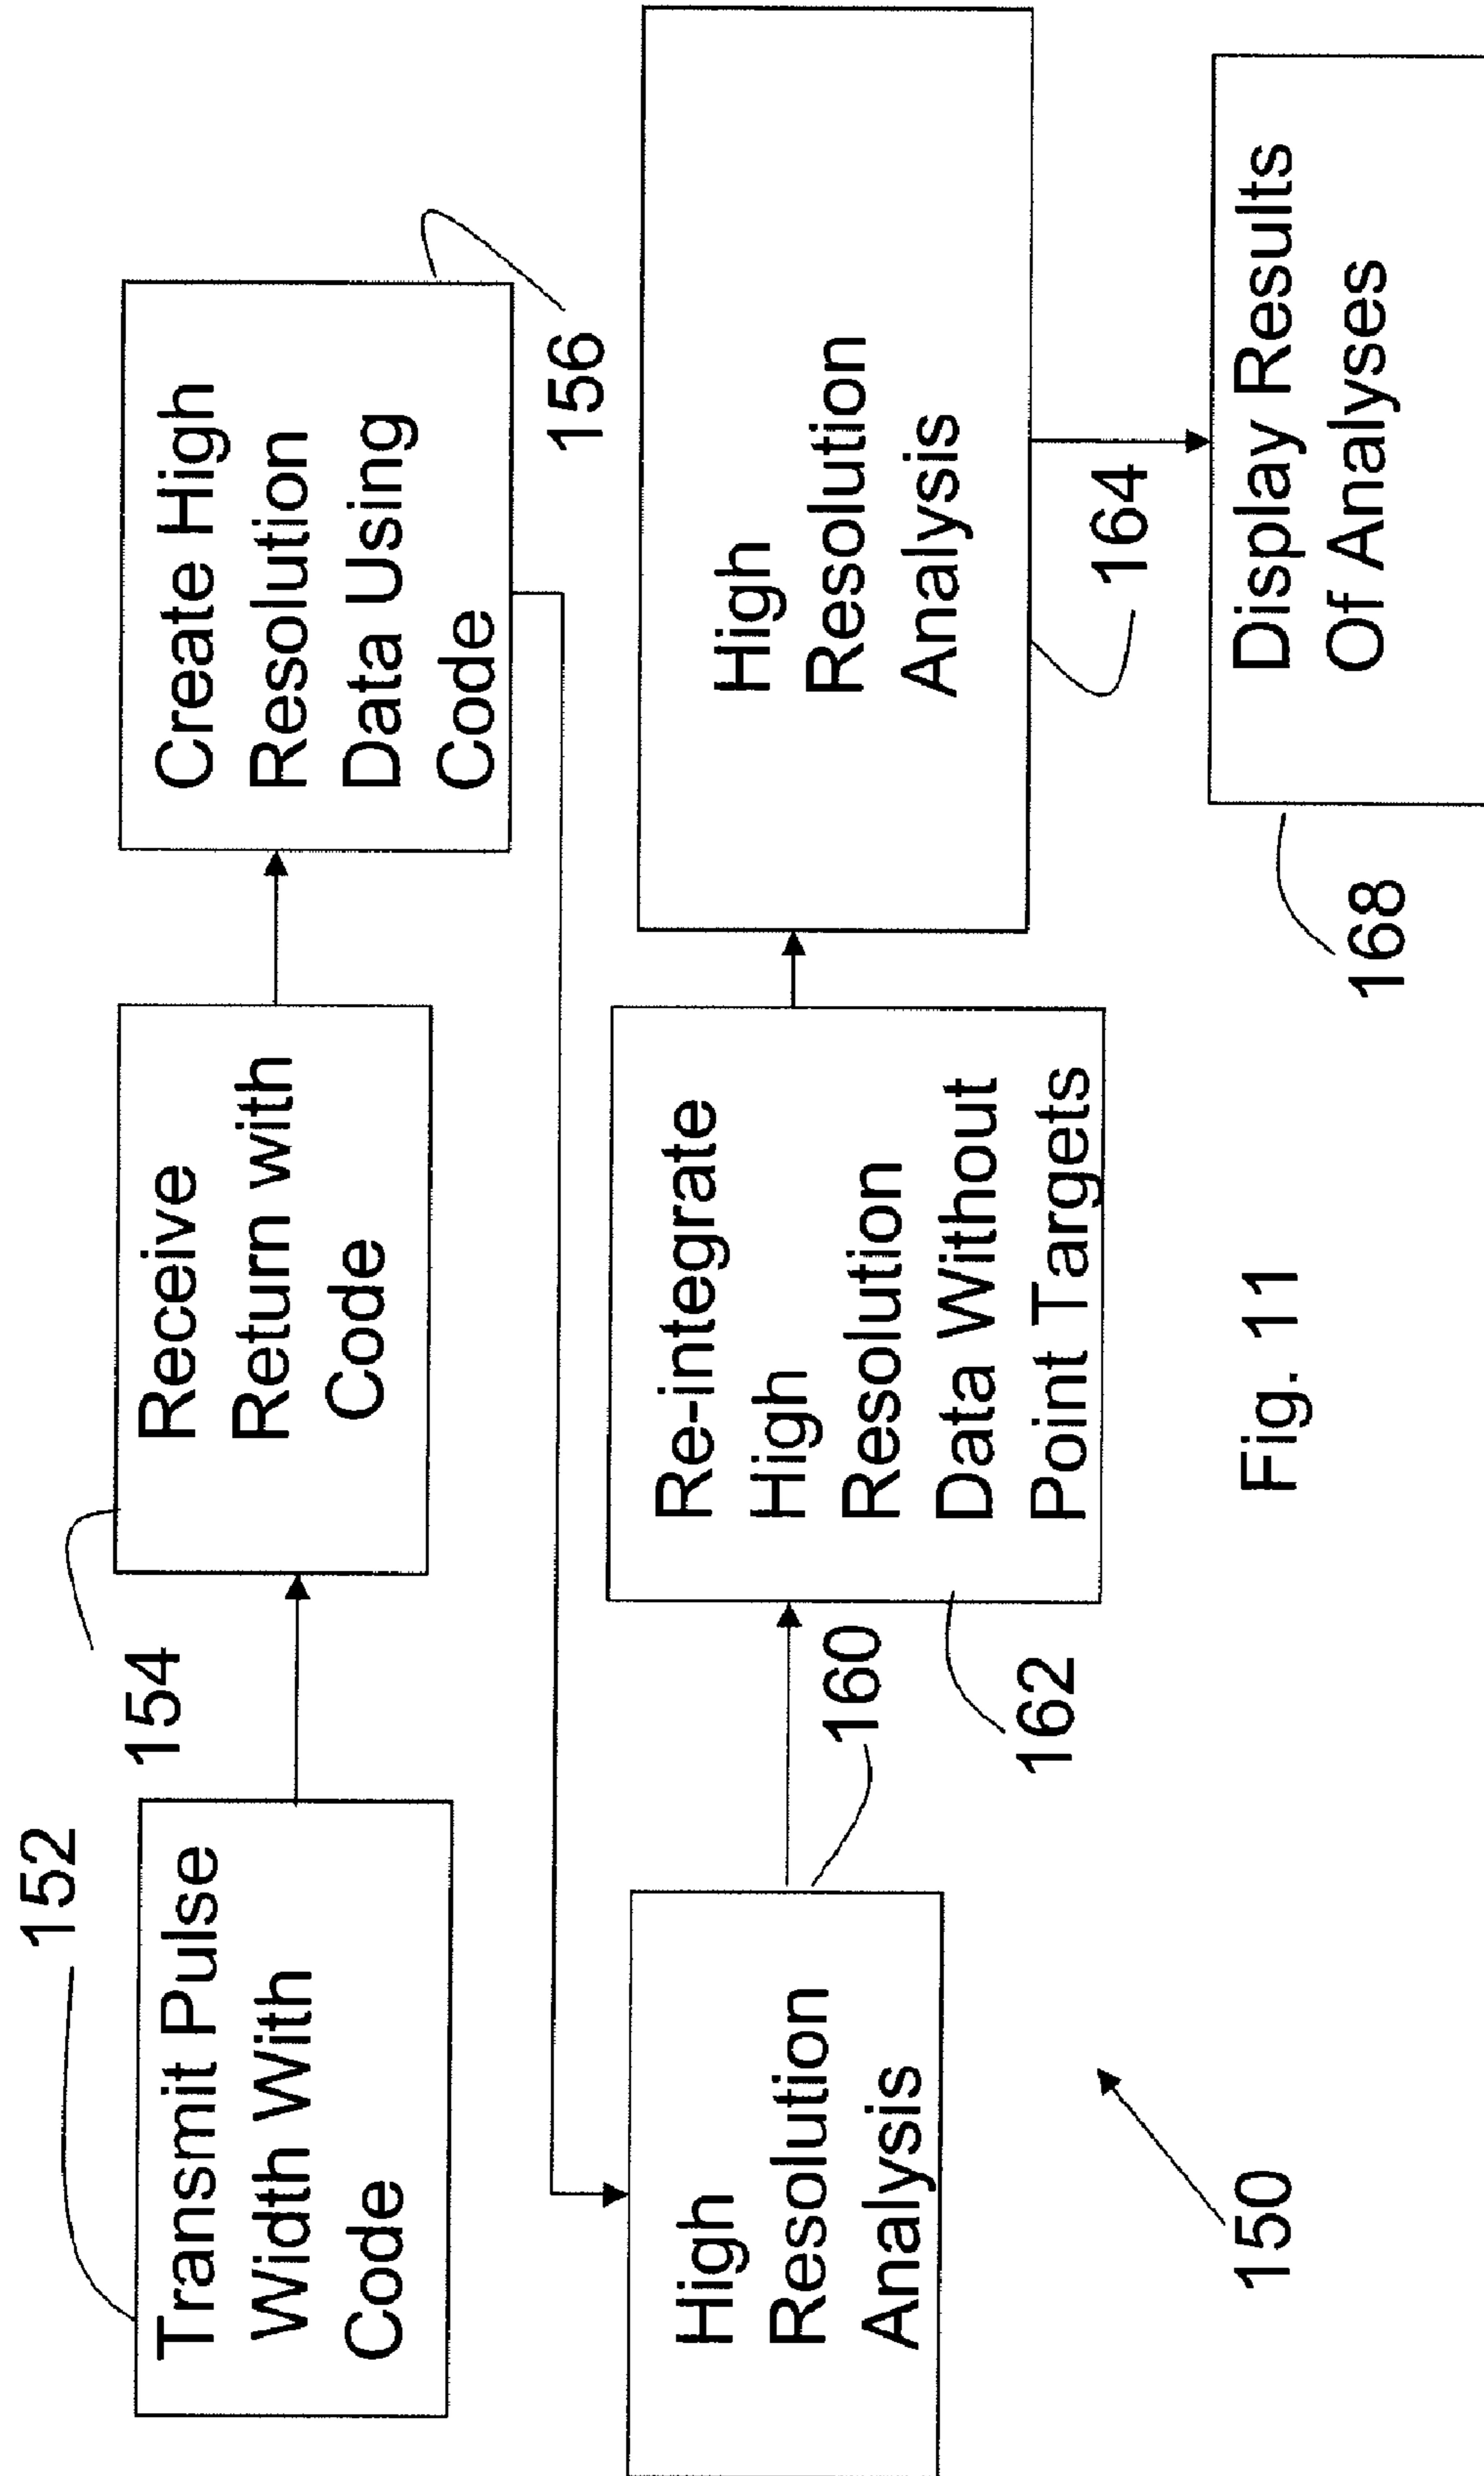 152
Transmit Pulse
Width With
Code
154
Receive
Return with
Code
Create High
Resolution
Data Using
Code
156
High
Resolution
Analysis
160
Re-integrate
High
Resolution
Data Without
Point Targets
162
High
Resolution
Analysis
164
Display Results
Of Analyses
168
150
Fig. 11